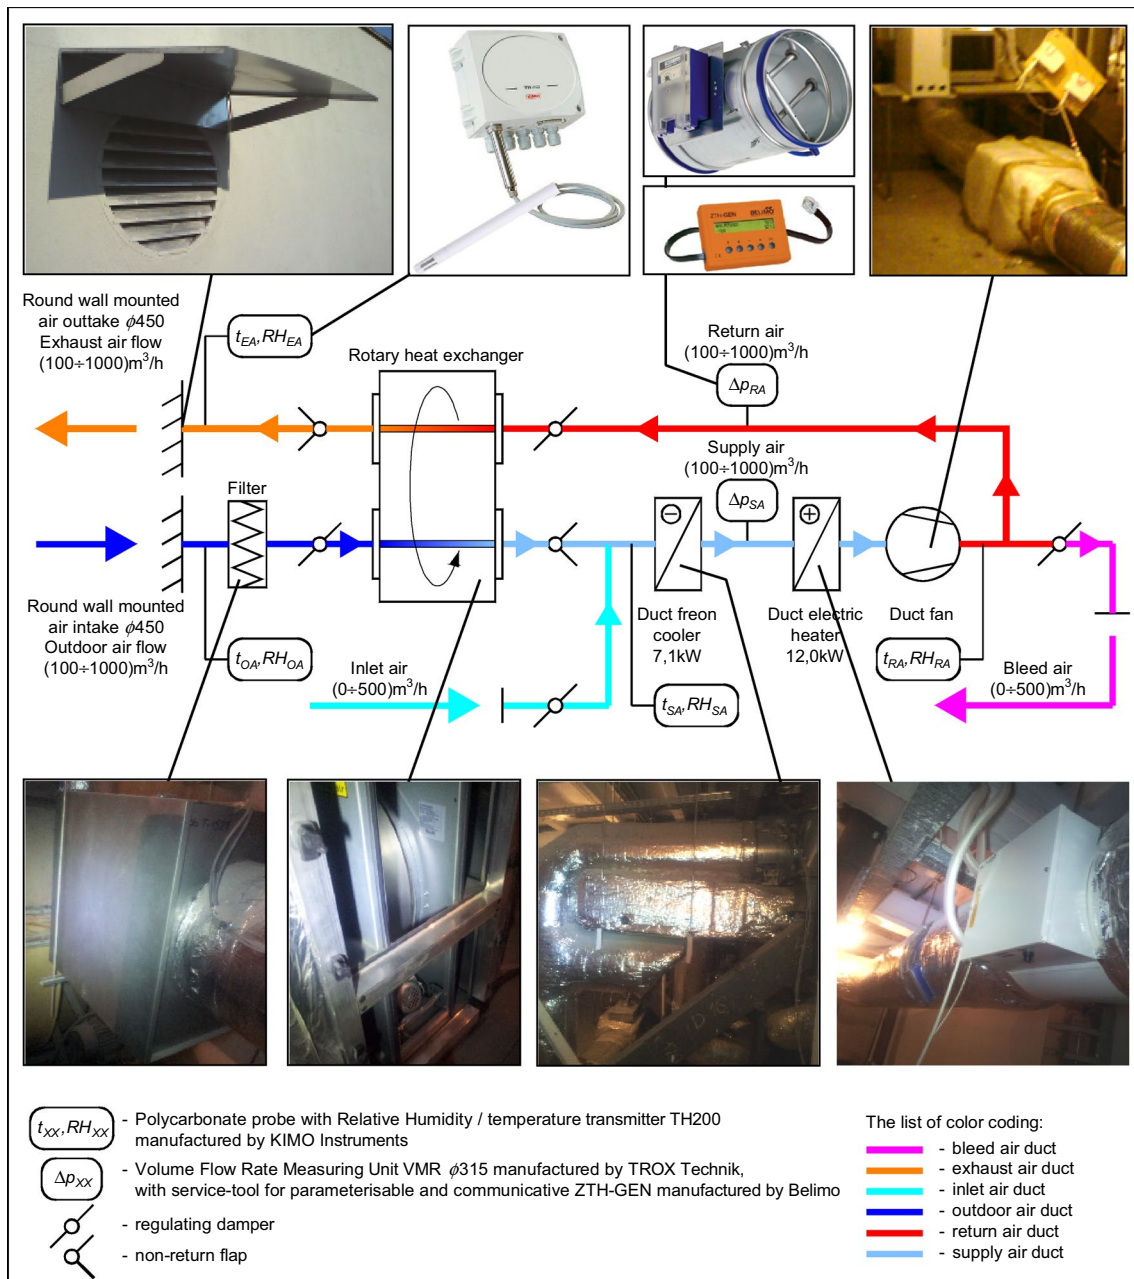 TH 200
KIMO
ZTH-GEN
BELIMO
Round wall mounted
air outtake ϕ450
Exhaust air flow
(100÷1000)m³/h
t_EA,RH_EA
Rotary heat exchanger
Return air
(100÷1000)m³/h
Δp_RA
Supply air
(100÷1000)m³/h
Δp_SA
Filter
Round wall mounted
air intake ϕ450
Outdoor air flow
(100÷1000)m³/h
t_OA,RH_OA
Inlet air
(0÷500)m³/h
Duct freon
cooler
7,1kW
Duct electric
heater
12,0kW
Duct fan
t_SA,RH_SA
t_RA,RH_RA
Bleed air
(0÷500)m³/h
t_XX,RH_XX
- Polycarbonate probe with Relative Humidity / temperature transmitter TH200
manufactured by KIMO Instruments
Δp_XX
- Volume Flow Rate Measuring Unit VMR ϕ315 manufactured by TROX Technik,
with service-tool for parameterisable and communicative ZTH-GEN manufactured by Belimo
- regulating damper
- non-return flap
The list of color coding:
- bleed air duct
- exhaust air duct
- inlet air duct
- outdoor air duct
- return air duct
- supply air duct